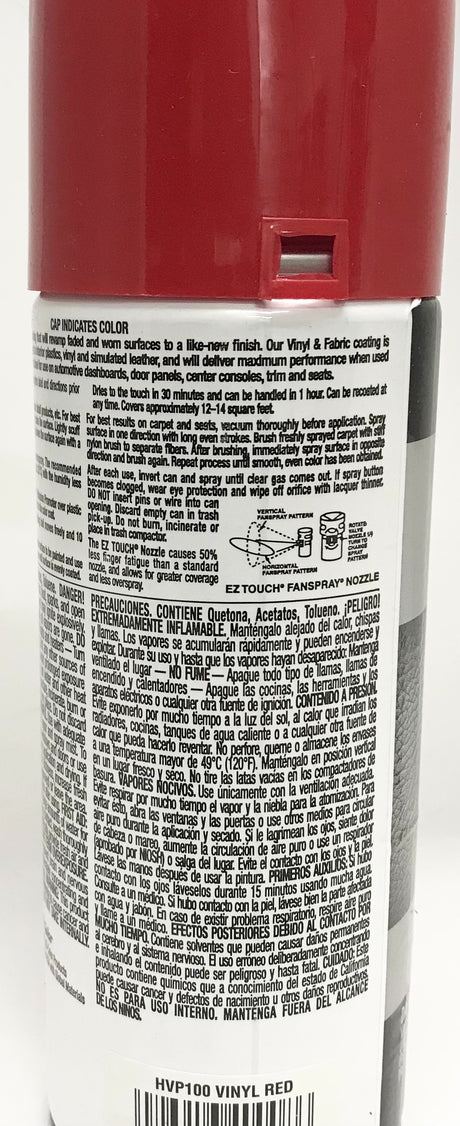 CAP INDICATES COLOR
that will revamp faded and worn surfaces to a like-new finish. Our Vinyl & Fabric coating is
plastics, vinyl and simulated leather, and will deliver maximum performance when used
for use on automotive dashboards, door panels, center consoles, trim and seats.
Dries to the touch in 30 minutes and can be handled in 1 hour. Can be recoated at
any time. Covers approximately 12–14 square feet.
For best results on carpet and seats, vacuum thoroughly before application. Spray
surface in one direction with long even strokes. Brush freshly sprayed carpet with stiff
nylon brush to separate fibers. After brushing, immediately spray surface in opposite
direction and brush again. Repeat process until smooth, even color has been obtained.
After each use, invert can and spray until clear gas comes out. If spray button
becomes clogged, wear eye protection and wipe off orifice with lacquer thinner.
DO NOT insert pins or wire into can
opening. Discard empty can in trash
pick-up. Do not burn, incinerate or
place in trash compactor.
The EZ TOUCH® Nozzle causes 50%
less finger fatigue than a standard
nozzle, and allows for greater coverage
and less overspray.
VERTICAL
FANSPRAY PATTERN
HORIZONTAL
FANSPRAY PATTERN
ROTATE
VALVE
NOZZLE 1/4
TURN TO
CHANGE
SPRAY
PATTERN
EZ TOUCH® FANSPRAY® NOZZLE
PRECAUCIONES. CONTIENE Quetona, Acetatos, Tolueno. ¡PELIGRO!
EXTREMADAMENTE INFLAMABLE. Manténgalo alejado del calor, chispas
y llamas. Los vapores se acumularán rápidamente y pueden encenderse y
explotar. Durante su uso y hasta que los vapores hayan desaparecido: Mantenga
ventilado el lugar — NO FUME — Apague todo tipo de llamas, llamas de
encendido y calentadores — Apague las cocinas, las herramientas y los
aparatos eléctricos o cualquier otra fuente de ignición. CONTENIDO A PRESIÓN.
Evite exponerlo por mucho tiempo a la luz del sol, al calor que irradian los
radiadores, cocinas, tanques de agua caliente o a cualquier otra fuente de
calor que pueda hacerlo reventar. No perfore, queme o almacene los envases
a una temperatura mayor de 49°C (120°F). Manténgalo en posición vertical
en un lugar fresco y seco. No tire las latas vacías en los compactadores de
basura. VAPORES NOCIVOS. Use únicamente con la ventilación adecuada.
Evite respirar por mucho tiempo el vapor y la niebla por la atomización. Para
evitar esto, abra las ventanas y las puertas o use otros medios para circular
aire puro durante la aplicación y secado. Si le lagrimean los ojos, siente dolor
de cabeza o mareo, aumente la circulación de aire puro o use un respirador
(aprobado por NIOSH) o salga del lugar. Evite el contacto con los ojos y la piel.
Lávese las manos después de usar la pintura. PRIMEROS AUXILIOS: Si hubo
contacto con los ojos láveselos durante 15 minutos usando mucha agua.
Consulte a un médico. Si hubo contacto con la piel, lávese bien la parte afectada
con agua y jabón. En caso de existir problema respiratorio, respire aire puro
y llame a un médico. EFECTOS POSTERIORES DEBIDO AL CONTACTO POR
MUCHO TIEMPO. Contiene solventes que pueden causar daños permanentes
al cerebro y al sistema nervioso. El uso erróneo deliberadamente concentrando
e inhalando el contenido puede ser peligroso y hasta fatal. CUIDADO: Este
producto contiene químicos que a conocimiento del estado de California
puede causar cancer y defectos de nacimiento u otros daños reproductivos.
NO ES PARA USO INTERNO. MANTENGA FUERA DEL ALCANCE
DE LOS NIÑOS.
HVP100 VINYL RED